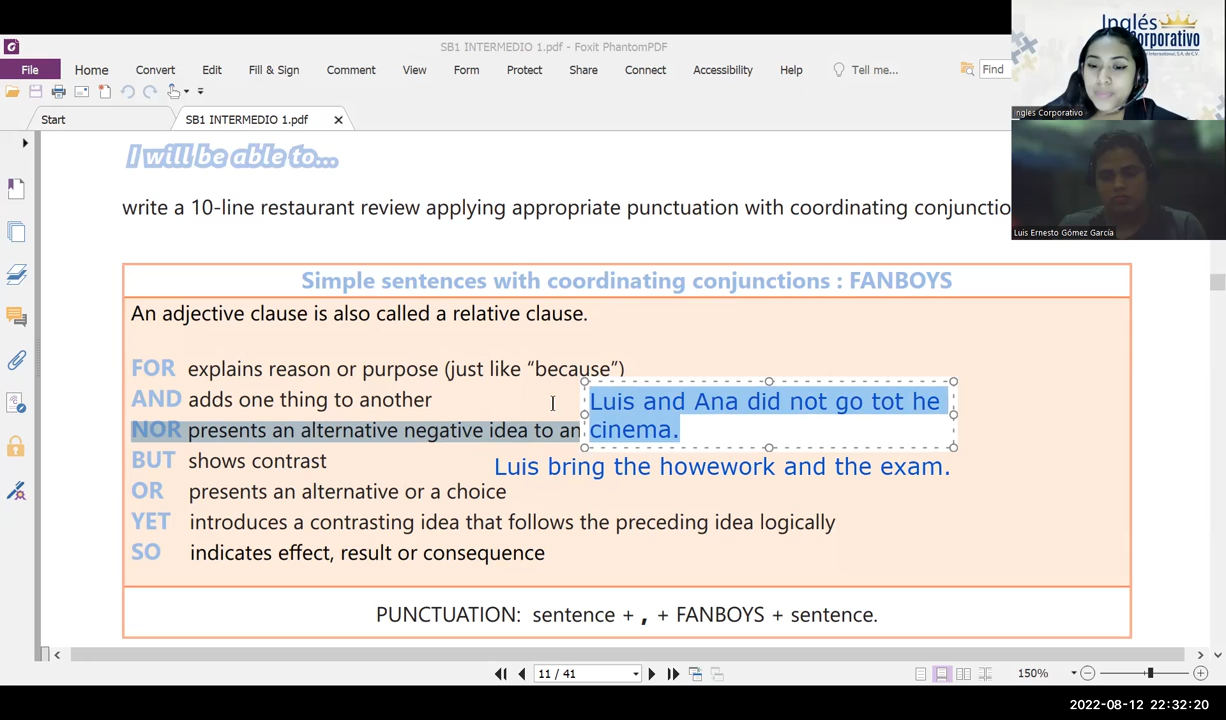 SB1 INTERMEDIO 1.pdf - Foxit PhantomPDF
File Home Convert Edit Fill & Sign Comment View Form Protect Share Connect Accessibility Help Tell me... Find
Start SB1 INTERMEDIO 1.pdf
Inglés
Corporativo
Ingles Corporativo
Luis Ernesto Gómez García
I will be able to...
write a 10-line restaurant review applying appropriate punctuation with coordinating conjunctio
Simple sentences with coordinating conjunctions : FANBOYS
An adjective clause is also called a relative clause.
FOR explains reason or purpose (just like “because”)
AND adds one thing to another
Luis and Ana did not go tot he
cinema.
NOR presents an alternative negative idea to an
BUT shows contrast
Luis bring the howework and the exam.
OR presents an alternative or a choice
YET introduces a contrasting idea that follows the preceding idea logically
SO indicates effect, result or consequence
PUNCTUATION: sentence + , + FANBOYS + sentence.
11 / 41
150%
2022-08-12 22:32:20